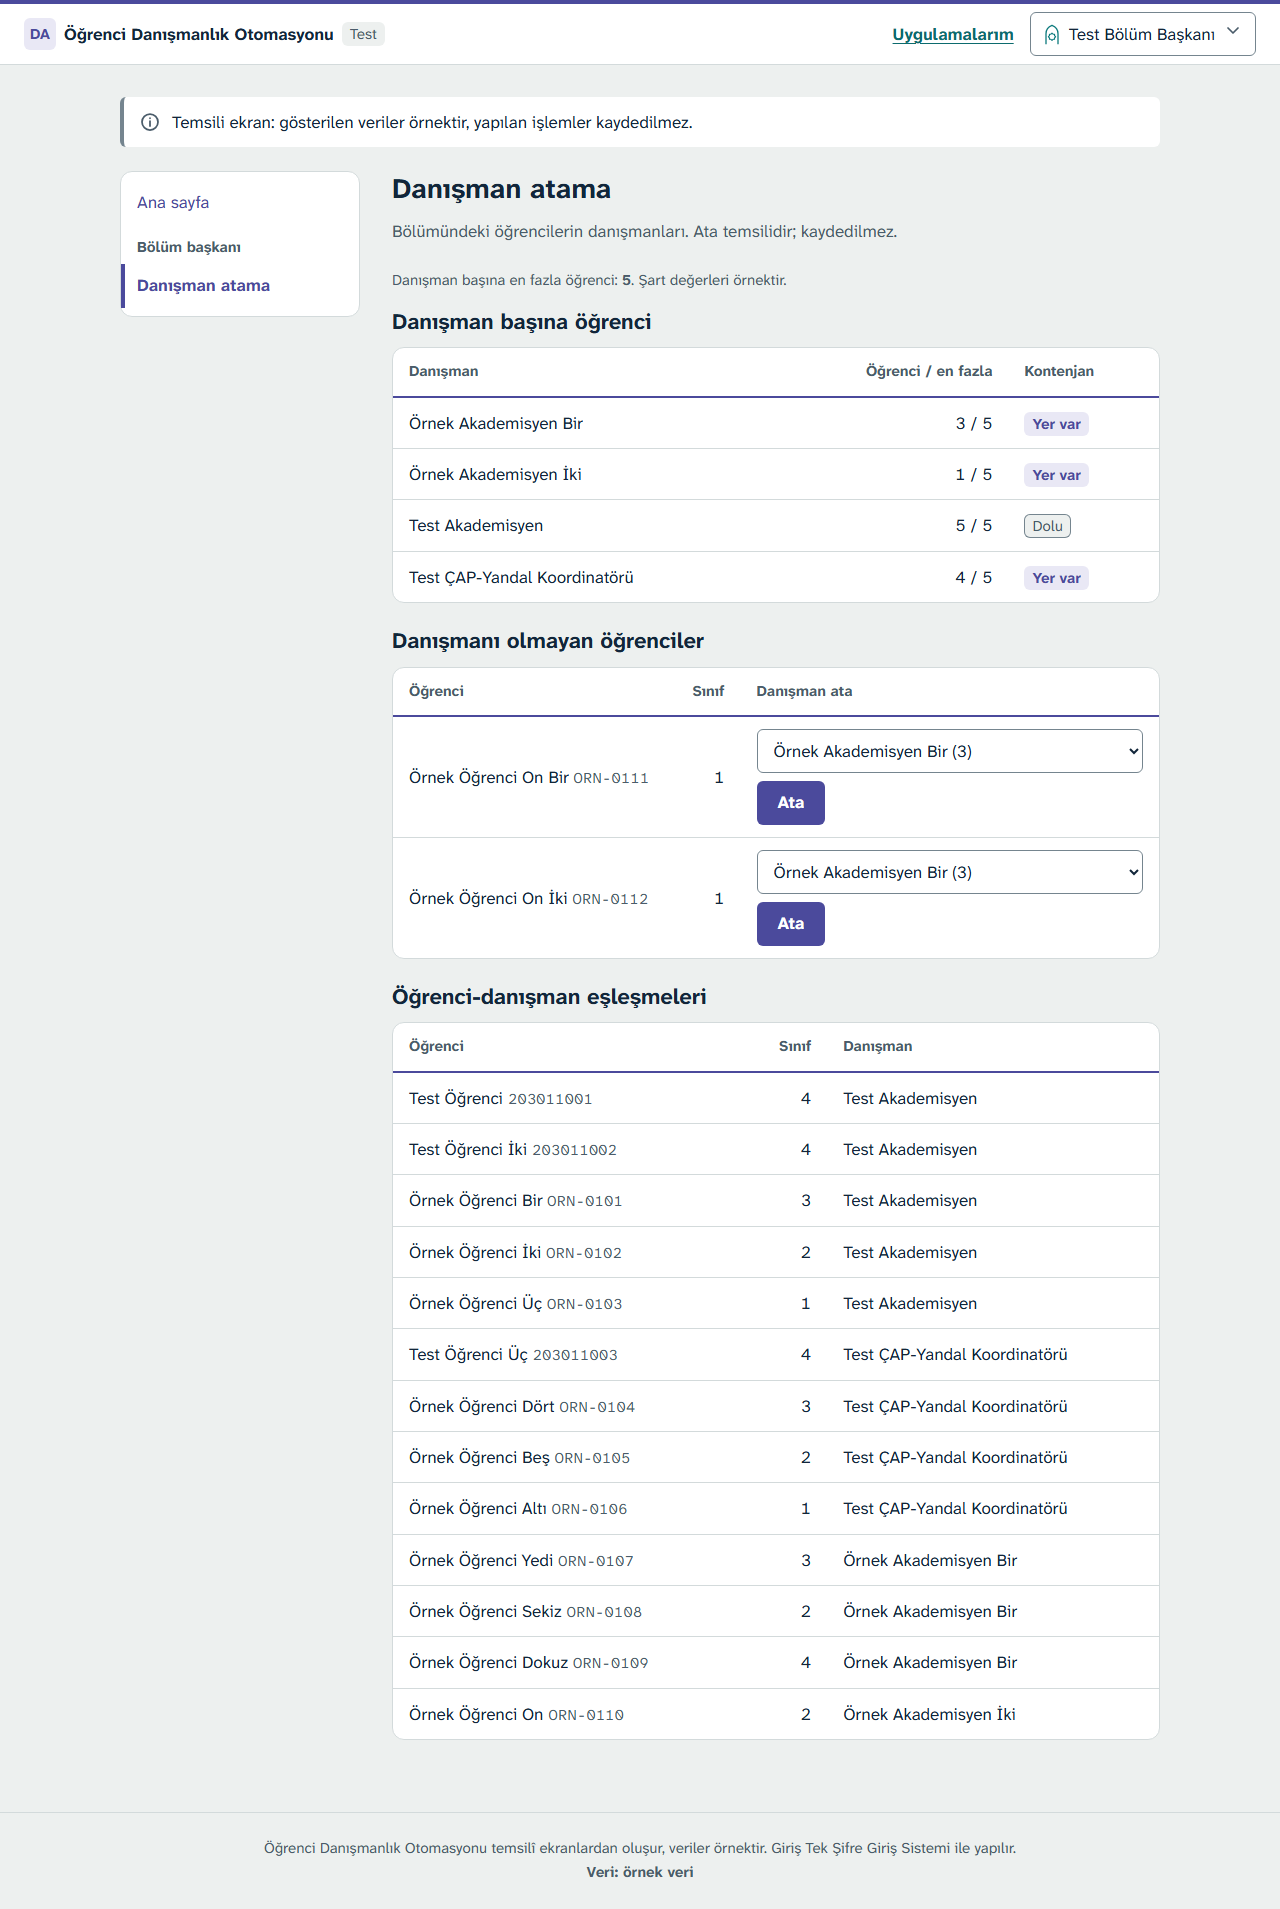 DA Öğrenci Danışmanlık Otomasyonu Test Uygulamalarım Test Bölüm Başkanı
Temsili ekran: gösterilen veriler örnektir, yapılan işlemler kaydedilmez.
Ana sayfa
Bölüm başkanı
Danışman atama
Danışman atama
Bölümündeki öğrencilerin danışmanları. Ata temsilidir; kaydedilmez.
Danışman başına en fazla öğrenci: 5. Şart değerleri örnektir.
Danışman başına öğrenci
Danışman Öğrenci / en fazla Kontenjan
Örnek Akademisyen Bir 3 / 5 Yer var
Örnek Akademisyen İki 1 / 5 Yer var
Test Akademisyen 5 / 5 Dolu
Test ÇAP-Yandal Koordinatörü 4 / 5 Yer var
Danışmanı olmayan öğrenciler
Öğrenci Sınıf Danışman ata
Örnek Öğrenci On Bir ORN-0111 1 Örnek Akademisyen Bir (3)
Ata
Örnek Öğrenci On İki ORN-0112 1 Örnek Akademisyen Bir (3)
Ata
Öğrenci-danışman eşleşmeleri
Öğrenci Sınıf Danışman
Test Öğrenci 203011001 4 Test Akademisyen
Test Öğrenci İki 203011002 4 Test Akademisyen
Örnek Öğrenci Bir ORN-0101 3 Test Akademisyen
Örnek Öğrenci İki ORN-0102 2 Test Akademisyen
Örnek Öğrenci Üç ORN-0103 1 Test Akademisyen
Test Öğrenci Üç 203011003 4 Test ÇAP-Yandal Koordinatörü
Örnek Öğrenci Dört ORN-0104 3 Test ÇAP-Yandal Koordinatörü
Örnek Öğrenci Beş ORN-0105 2 Test ÇAP-Yandal Koordinatörü
Örnek Öğrenci Altı ORN-0106 1 Test ÇAP-Yandal Koordinatörü
Örnek Öğrenci Yedi ORN-0107 3 Örnek Akademisyen Bir
Örnek Öğrenci Sekiz ORN-0108 2 Örnek Akademisyen Bir
Örnek Öğrenci Dokuz ORN-0109 4 Örnek Akademisyen Bir
Örnek Öğrenci On ORN-0110 2 Örnek Akademisyen İki
Öğrenci Danışmanlık Otomasyonu temsilî ekranlardan oluşur, veriler örnektir. Giriş Tek Şifre Giriş Sistemi ile yapılır.
Veri: örnek veri